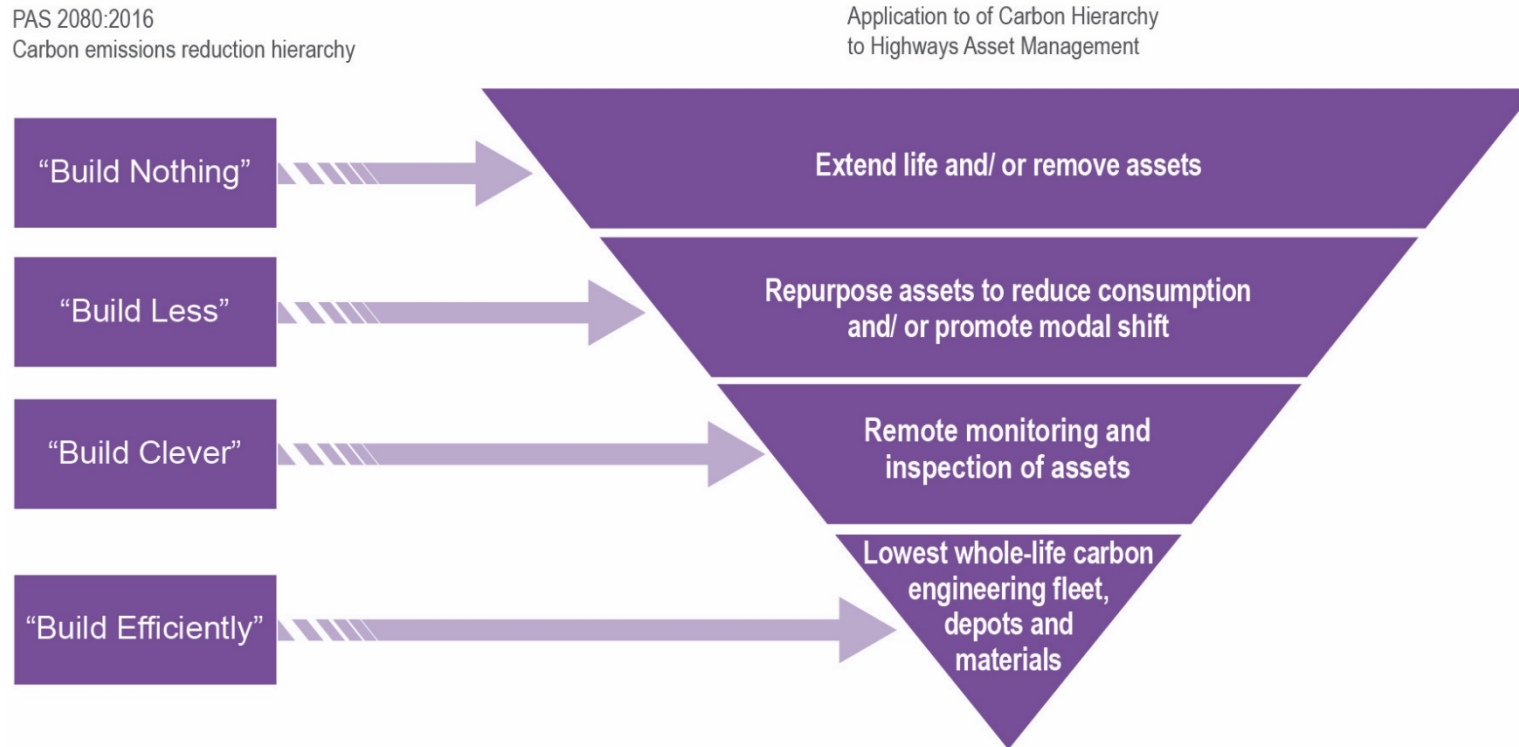 PAS 2080:2016
Carbon emissions reduction hierarchy
Application to of Carbon Hierarchy
to Highways Asset Management
“Build Nothing”
Extend life and/ or remove assets
“Build Less”
Repurpose assets to reduce consumption
and/ or promote modal shift
“Build Clever”
Remote monitoring and
inspection of assets
“Build Efficiently”
Lowest whole-life carbon
engineering fleet,
depots and
materials